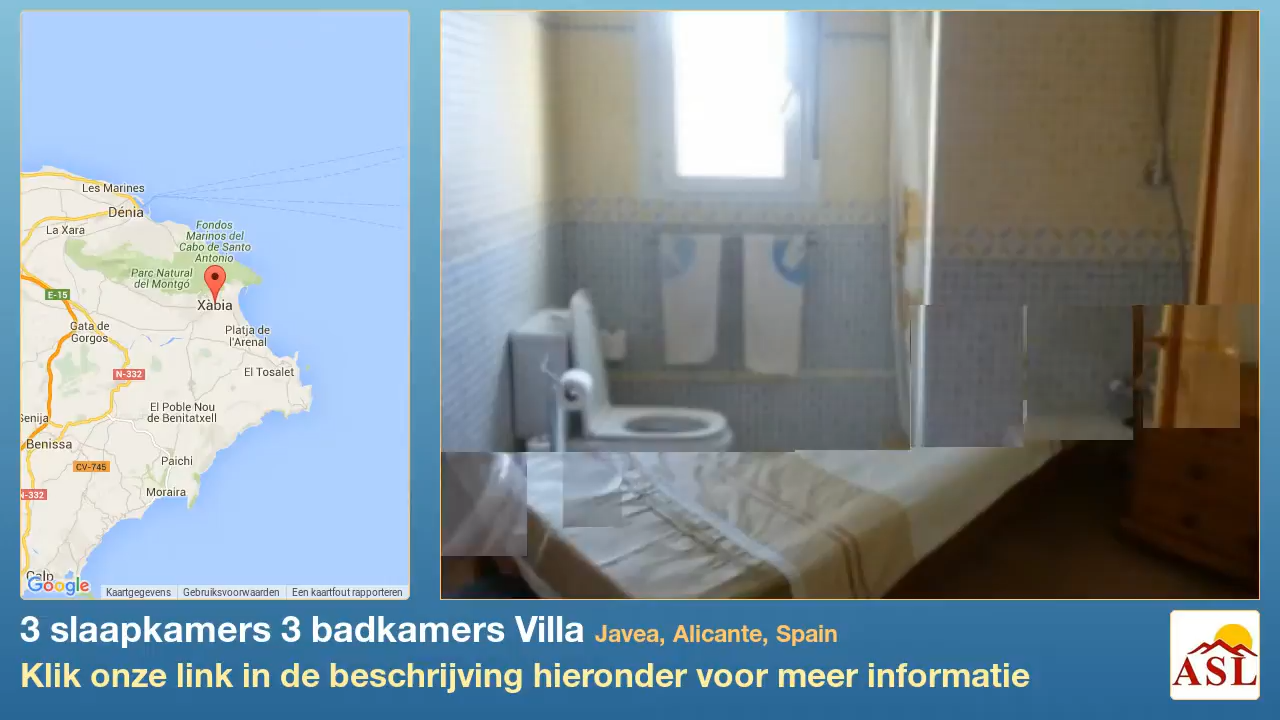 Les Marines
Dénia
La Xara
Fondos
Marinos del
Cabo de Santo
Antonio
Parc Natural
del Montgó
E-15
Xàbia
Gata de
Gorgos
Platja de
l'Arenal
N-332
El Tosalet
El Poble Nou
de Benitatxell
Senija
Benissa
Paichi
CV-745
Moraira
N-332
Calp
Google
Kaartgegevens
Gebruiksvoorwaarden
Een kaartfout rapporteren
3 slaapkamers 3 badkamers Villa Javea, Alicante, Spain
Klik onze link in de beschrijving hieronder voor meer informatie
ASL